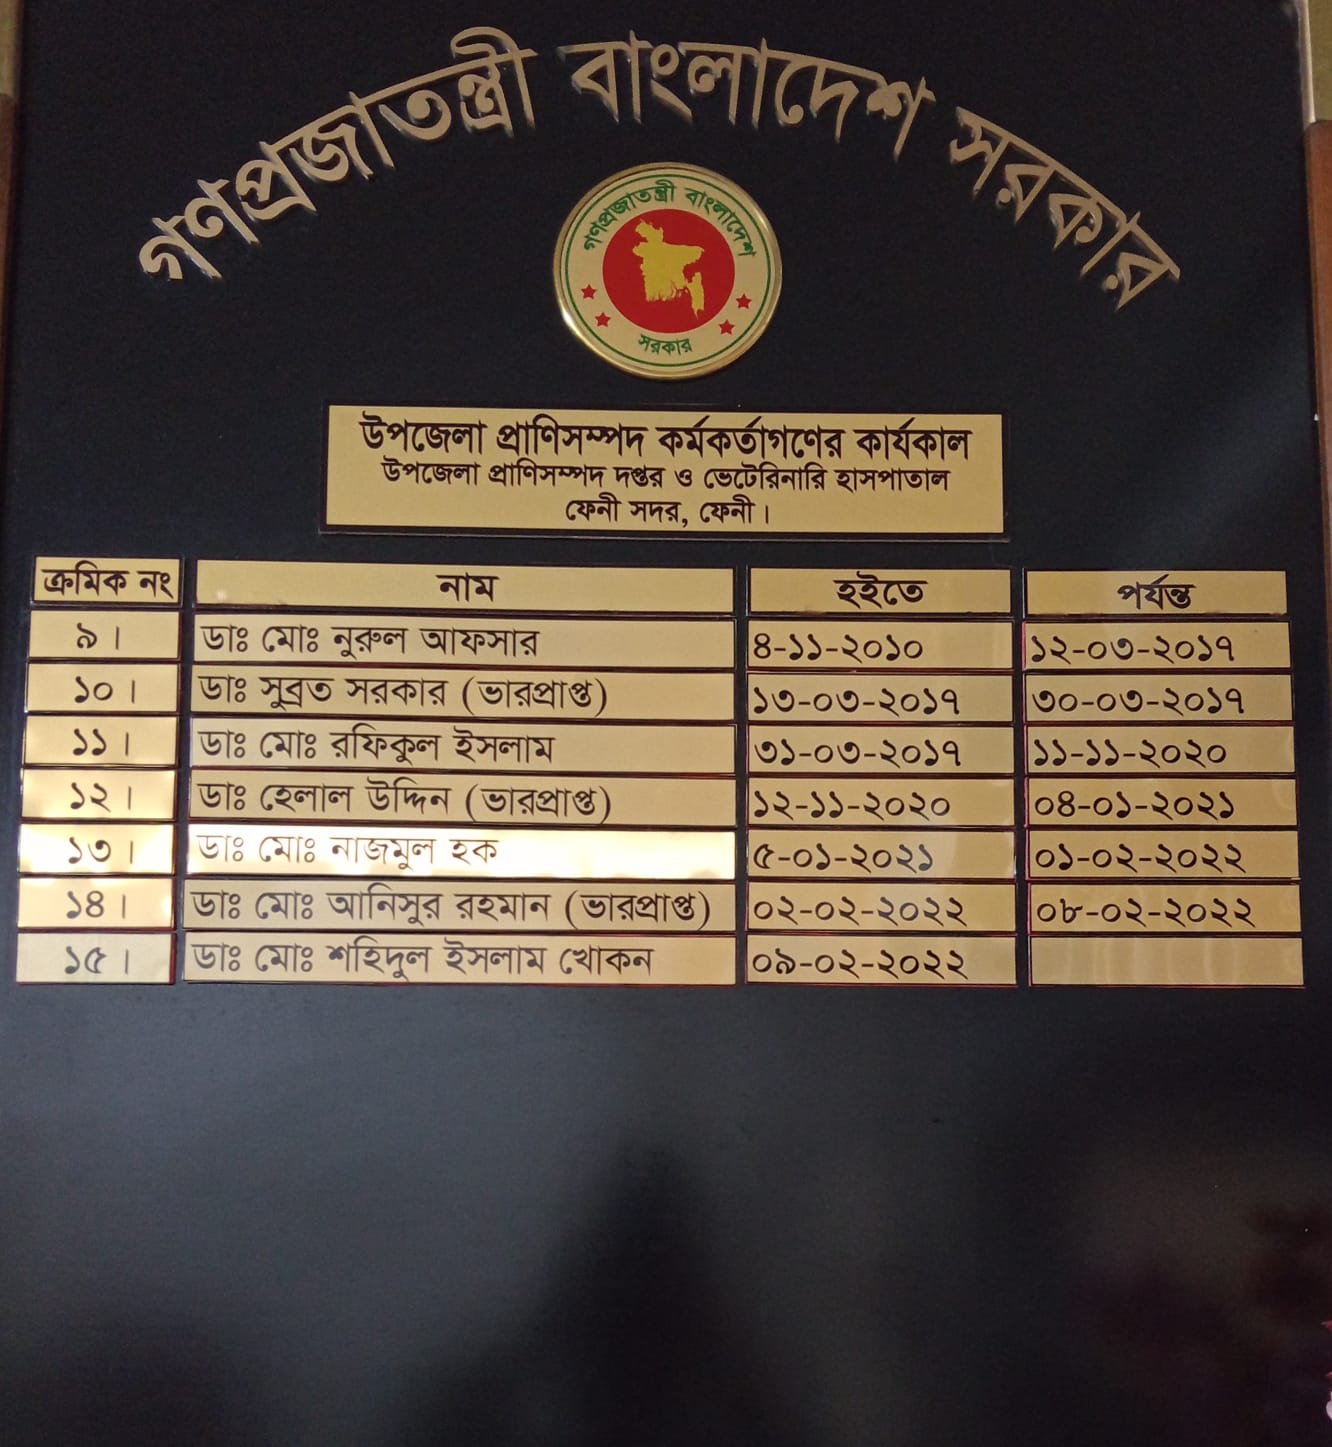 গণপ্রজাতন্ত্রী বাংলাদেশ সরকার
গণপ্রজাতন্ত্রী বাংলাদেশ
সরকার
উপজেলা প্রাণিসম্পদ কর্মকর্তাগণের কার্যকাল
উপজেলা প্রাণিসম্পদ দপ্তর ও ভেটেরিনারি হাসপাতাল
ফেনী সদর, ফেনী।
ক্রমিক নং নাম হইতে পর্যন্ত
৯। ডাঃ মোঃ নুরুল আফসার ৪-১১-২০১০ ১২-০৩-২০১৭
১০। ডাঃ সুব্রত সরকার (ভারপ্রাপ্ত) ১৩-০৩-২০১৭ ৩০-০৩-২০১৭
১১। ডাঃ মোঃ রফিকুল ইসলাম ৩১-০৩-২০১৭ ১১-১১-২০২০
১২। ডাঃ হেলাল উদ্দিন (ভারপ্রাপ্ত) ১২-১১-২০২০ ০৪-০১-২০২১
১৩। ডাঃ মোঃ নাজমুল হক ৫-০১-২০২১ ০১-০২-২০২২
১৪। ডাঃ মোঃ আনিসুর রহমান (ভারপ্রাপ্ত) ০২-০২-২০২২ ০৮-০২-২০২২
১৫। ডাঃ মোঃ শহিদুল ইসলাম খোকন ০৯-০২-২০২২